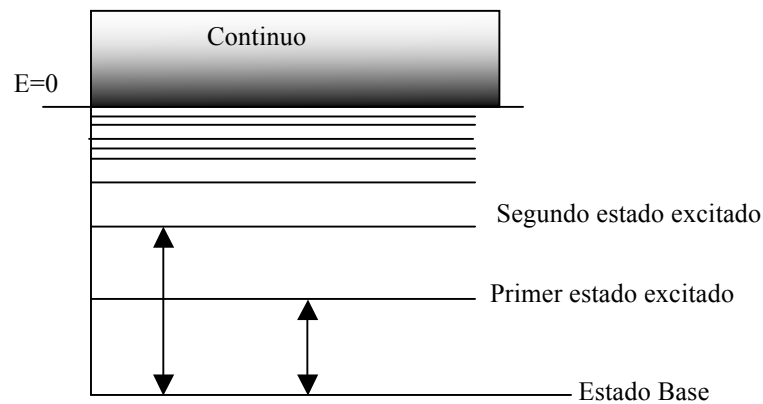 Continuo
E=0
Segundo estado excitado
Primer estado excitado
Estado Base